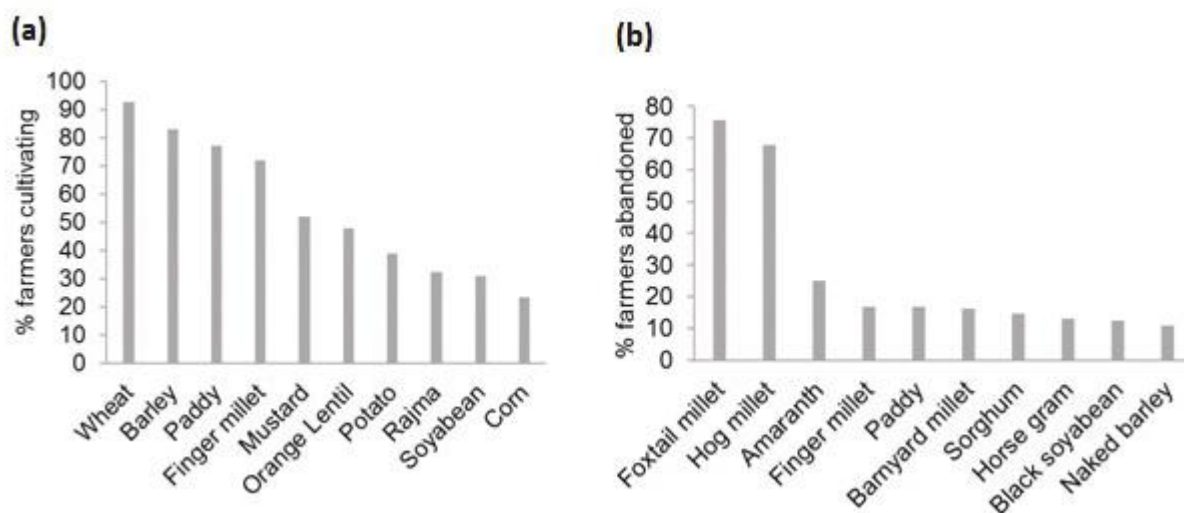 (a)
% farmers cultivating
100
90
80
70
60
50
40
30
20
10
0
Wheat
Barley
Paddy
Finger millet
Mustard
Orange Lentil
Potato
Rajma
Soyabean
Corn
(b)
% farmers abandoned
80
70
60
50
40
30
20
10
0
Foxtail millet
Hog millet
Amaranth
Finger millet
Paddy
Barnyard millet
Sorghum
Horse gram
Black soyabean
Naked barley